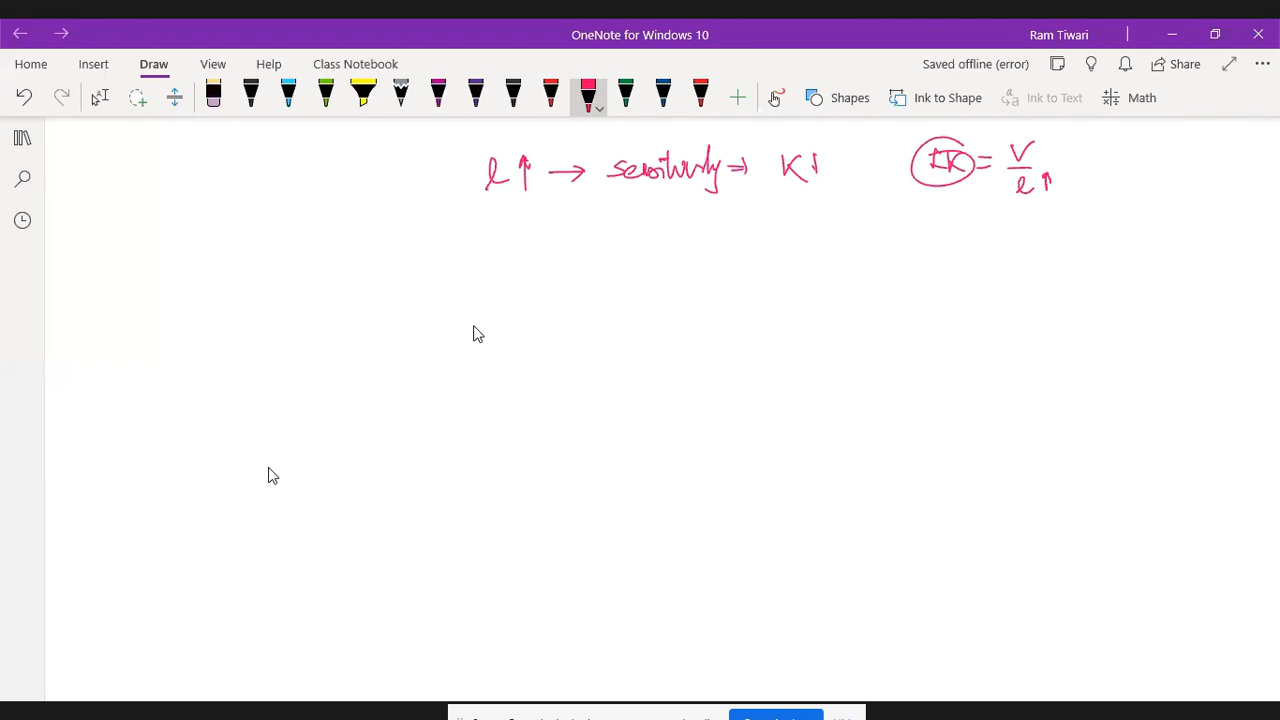 OneNote for Windows 10
Ram Tiwari
Home Insert Draw View Help Class Notebook
Saved offline (error) Share
Shapes Ink to Shape Ink to Text Math
l ↑ → sensitivity ⇒ K↓
K = V/l↑